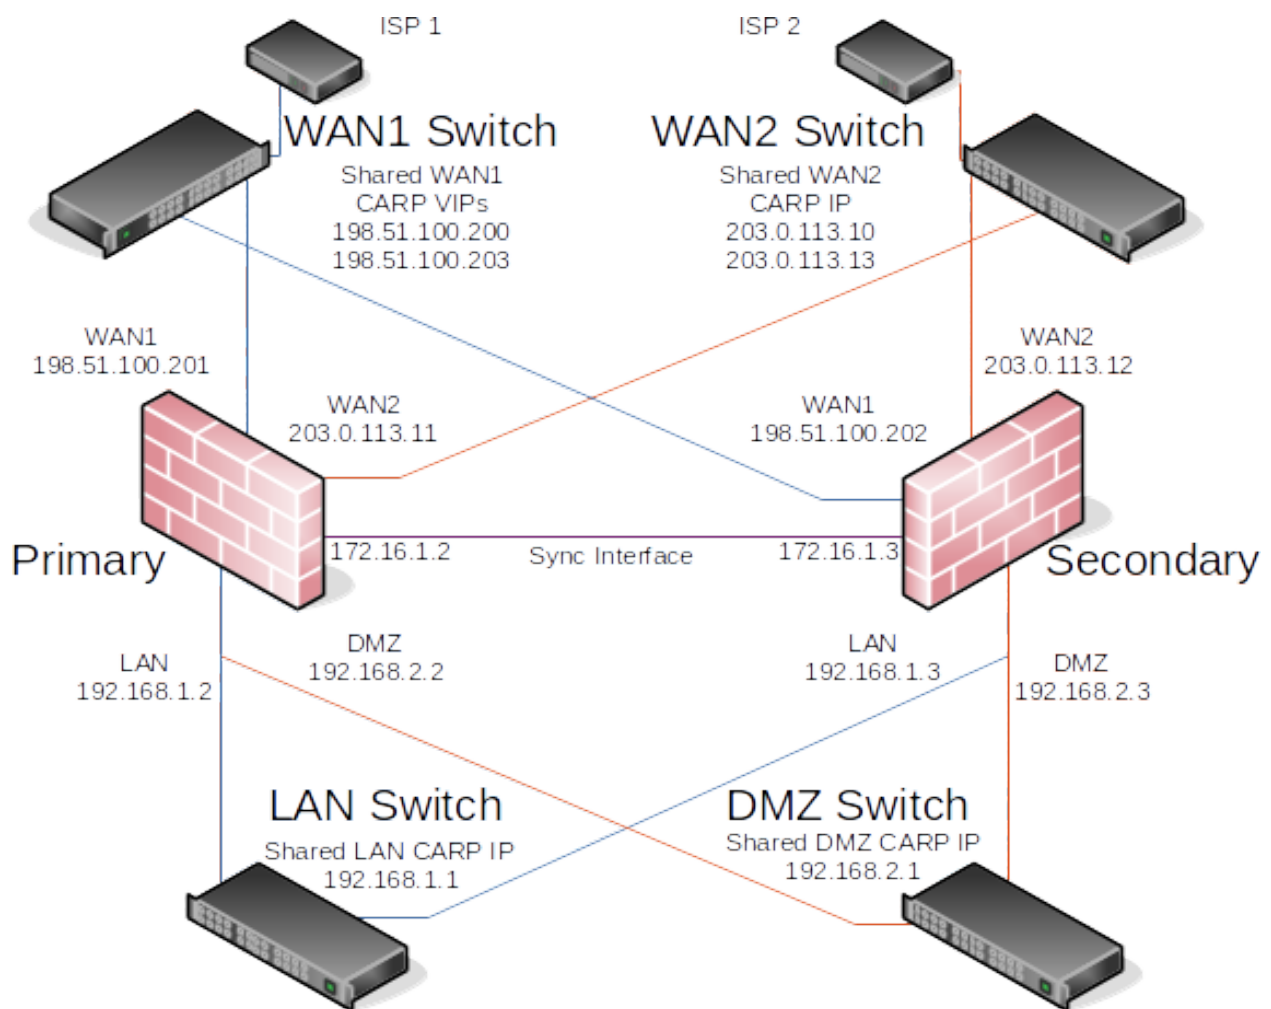 ISP 1
ISP 2
WAN1 Switch
Shared WAN1
CARP VIPs
198.51.100.200
198.51.100.203
WAN2 Switch
Shared WAN2
CARP IP
203.0.113.10
203.0.113.13
WAN1
198.51.100.201
WAN2
203.0.113.11
WAN1
198.51.100.202
WAN2
203.0.113.12
Primary
172.16.1.2
Sync Interface
172.16.1.3
Secondary
LAN
192.168.1.2
DMZ
192.168.2.2
LAN
192.168.1.3
DMZ
192.168.2.3
LAN Switch
Shared LAN CARP IP
192.168.1.1
DMZ Switch
Shared DMZ CARP IP
192.168.2.1